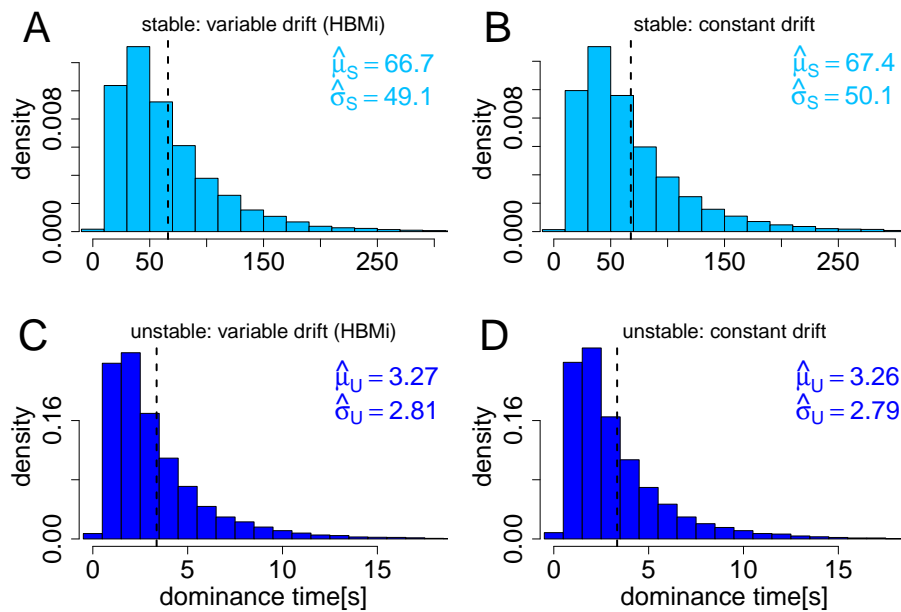 A
stable: variable drift (HBMi)
μ̂S = 66.7
σ̂S = 49.1
density
0.000
0.008
0
50
150
250
B
stable: constant drift
μ̂S = 67.4
σ̂S = 50.1
density
0.000
0.008
0
50
150
250
C
unstable: variable drift (HBMi)
μ̂U = 3.27
σ̂U = 2.81
density
0.00
0.16
0
5
10
15
dominance time[s]
D
unstable: constant drift
μ̂U = 3.26
σ̂U = 2.79
density
0.00
0.16
0
5
10
15
dominance time[s]